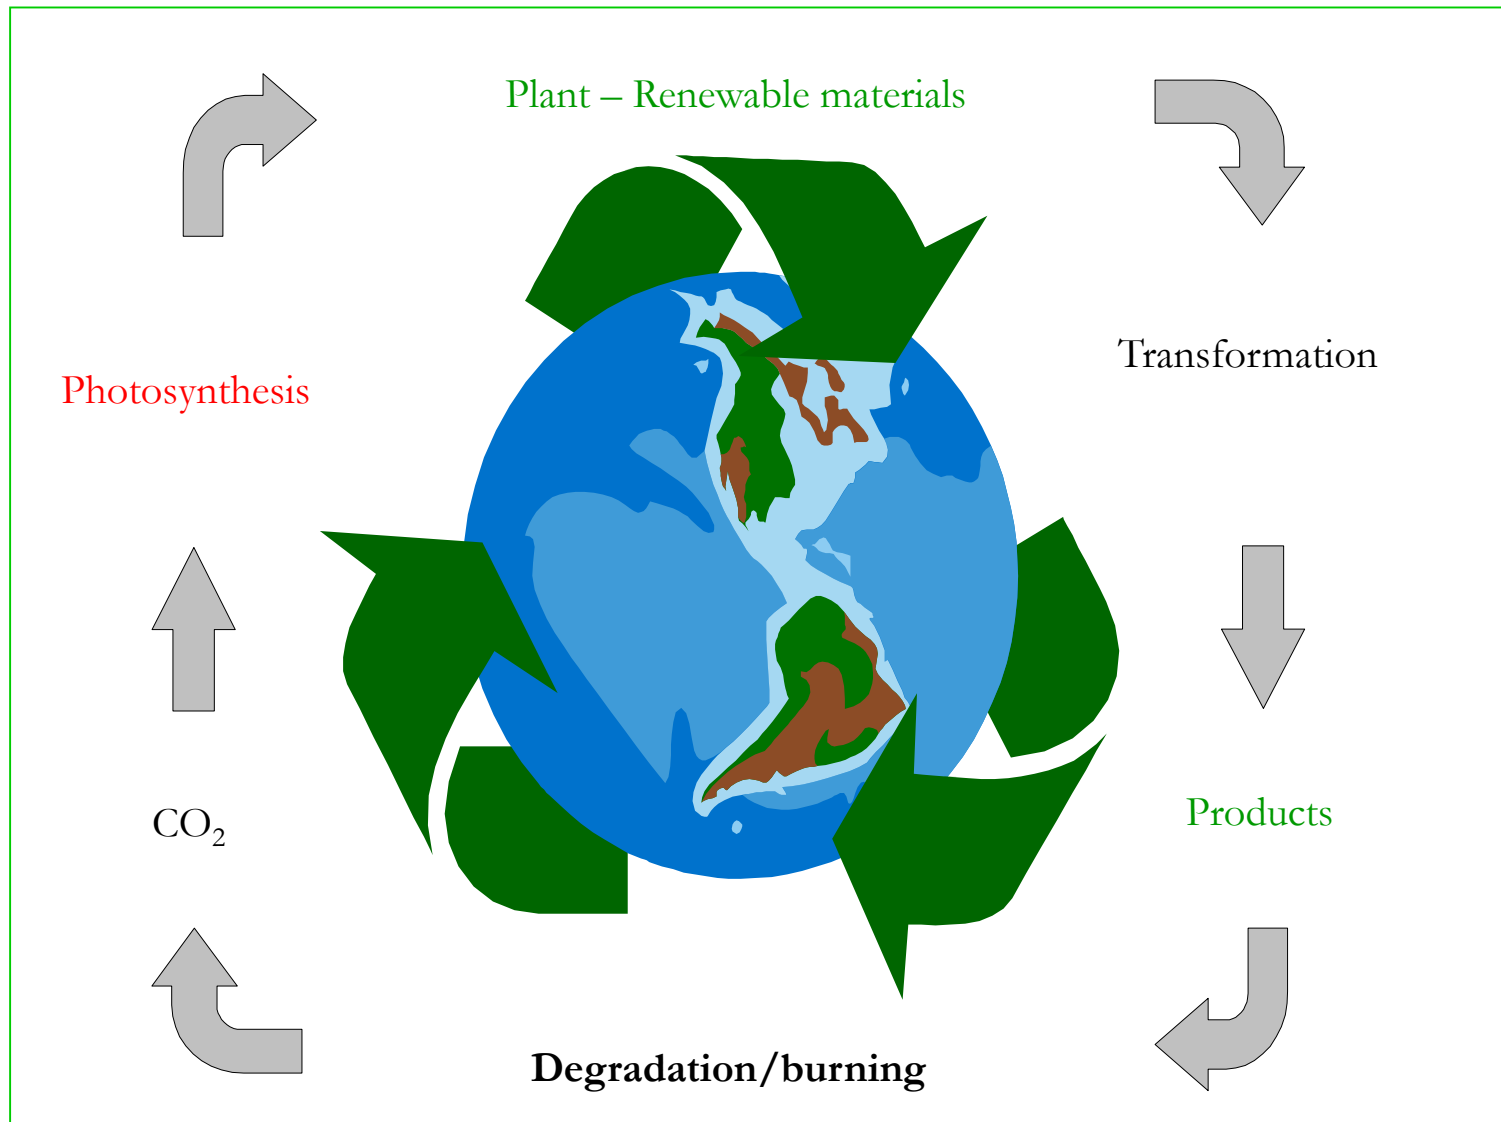 Plant – Renewable materials
Transformation
Photosynthesis
Products
CO₂
Degradation/burning